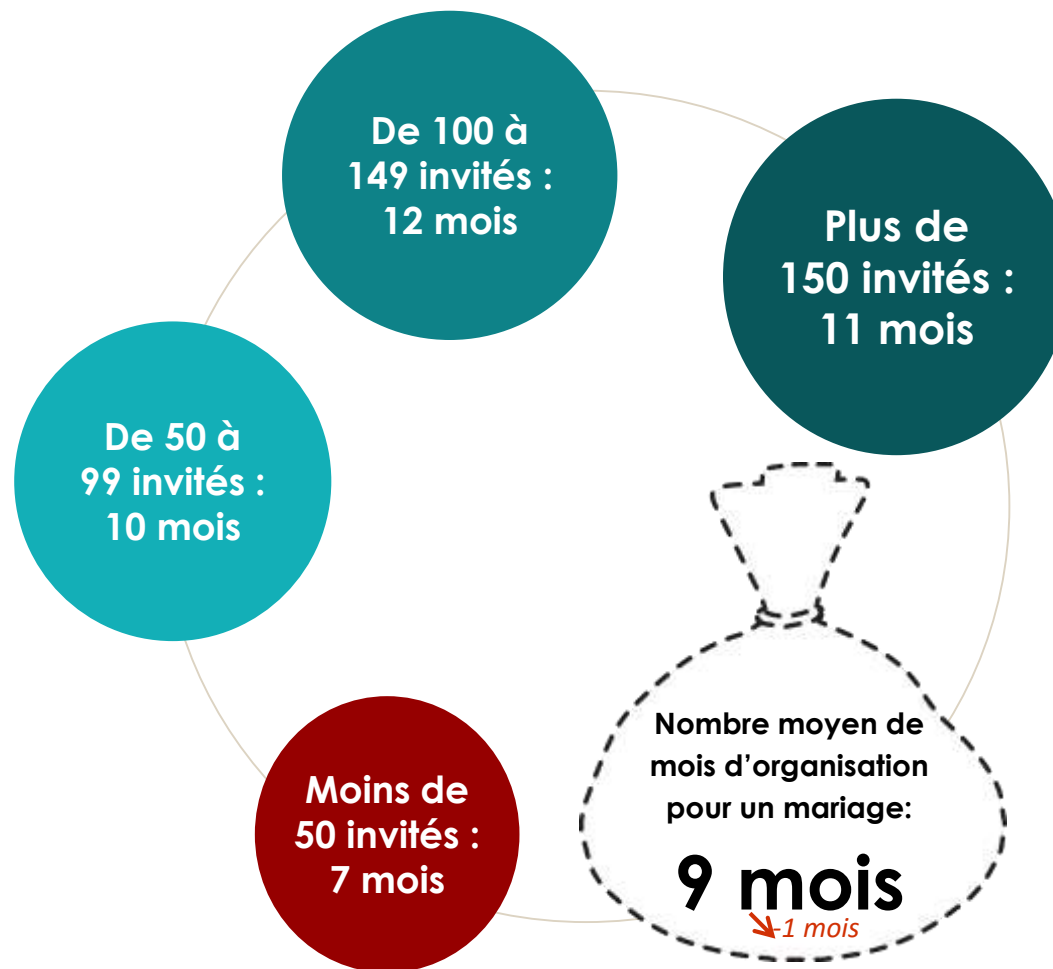 De 100 à
149 invités :
12 mois
Plus de
150 invités :
11 mois
De 50 à
99 invités :
10 mois
Moins de
50 invités :
7 mois
Nombre moyen de
mois d’organisation
pour un mariage:
9 mois
-1 mois